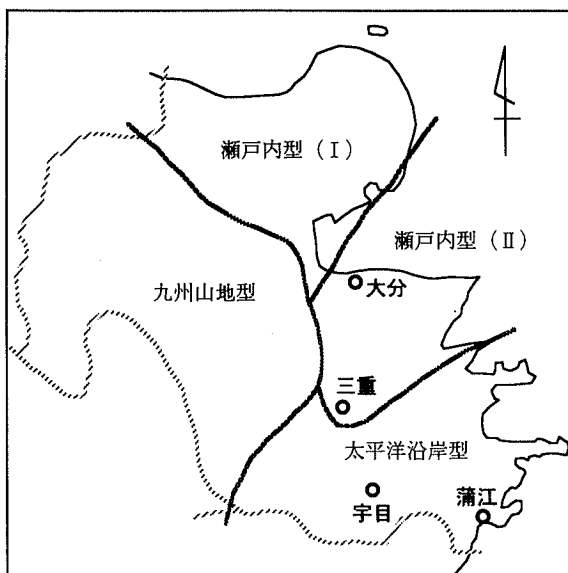 瀬戸内型(I)
瀬戸内型(II)
九州山地型
大分
三重
太平洋沿岸型
宇目
蒲江